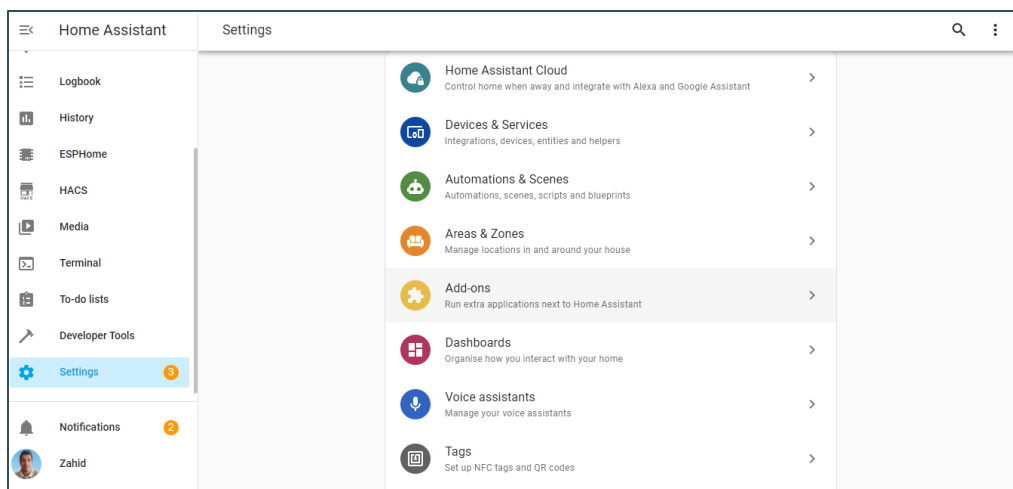 Home Assistant
Settings
Logbook
History
ESPHome
HACS
HACS
Media
Terminal
To-do lists
Developer Tools
Settings
3
Notifications
2
Zahid
Home Assistant Cloud
Control home when away and integrate with Alexa and Google Assistant
Devices & Services
Integrations, devices, entities and helpers
Automations & Scenes
Automations, scenes, scripts and blueprints
Areas & Zones
Manage locations in and around your house
Add-ons
Run extra applications next to Home Assistant
Dashboards
Organise how you interact with your home
Voice assistants
Manage your voice assistants
Tags
Set up NFC tags and QR codes